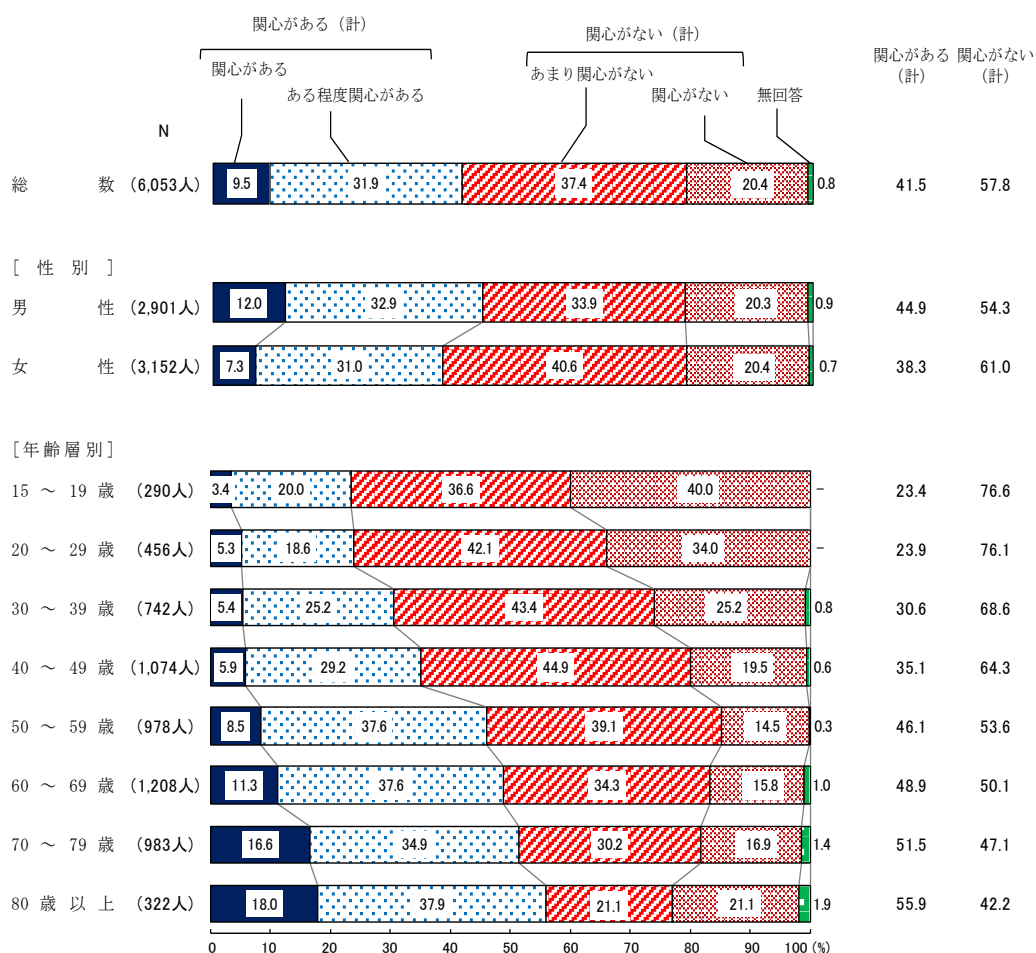 関心がある（計）
関心がない（計）
関心がある
ある程度関心がある
あまり関心がない
関心がない
無回答
関心がある（計） 関心がない（計）
N
総 数 (6,053人) 9.5 31.9 37.4 20.4 0.8 41.5 57.8
[ 性 別 ]
男 性 (2,901人) 12.0 32.9 33.9 20.3 0.9 44.9 54.3
女 性 (3,152人) 7.3 31.0 40.6 20.4 0.7 38.3 61.0
[年齢層別]
15 ～ 19 歳 (290人) 3.4 20.0 36.6 40.0 - 23.4 76.6
20 ～ 29 歳 (456人) 5.3 18.6 42.1 34.0 - 23.9 76.1
30 ～ 39 歳 (742人) 5.4 25.2 43.4 25.2 0.8 30.6 68.6
40 ～ 49 歳 (1,074人) 5.9 29.2 44.9 19.5 0.6 35.1 64.3
50 ～ 59 歳 (978人) 8.5 37.6 39.1 14.5 0.3 46.1 53.6
60 ～ 69 歳 (1,208人) 11.3 37.6 34.3 15.8 1.0 48.9 50.1
70 ～ 79 歳 (983人) 16.6 34.9 30.2 16.9 1.4 51.5 47.1
80 歳 以 上 (322人) 18.0 37.9 21.1 21.1 1.9 55.9 42.2
0 10 20 30 40 50 60 70 80 90 100 (%)